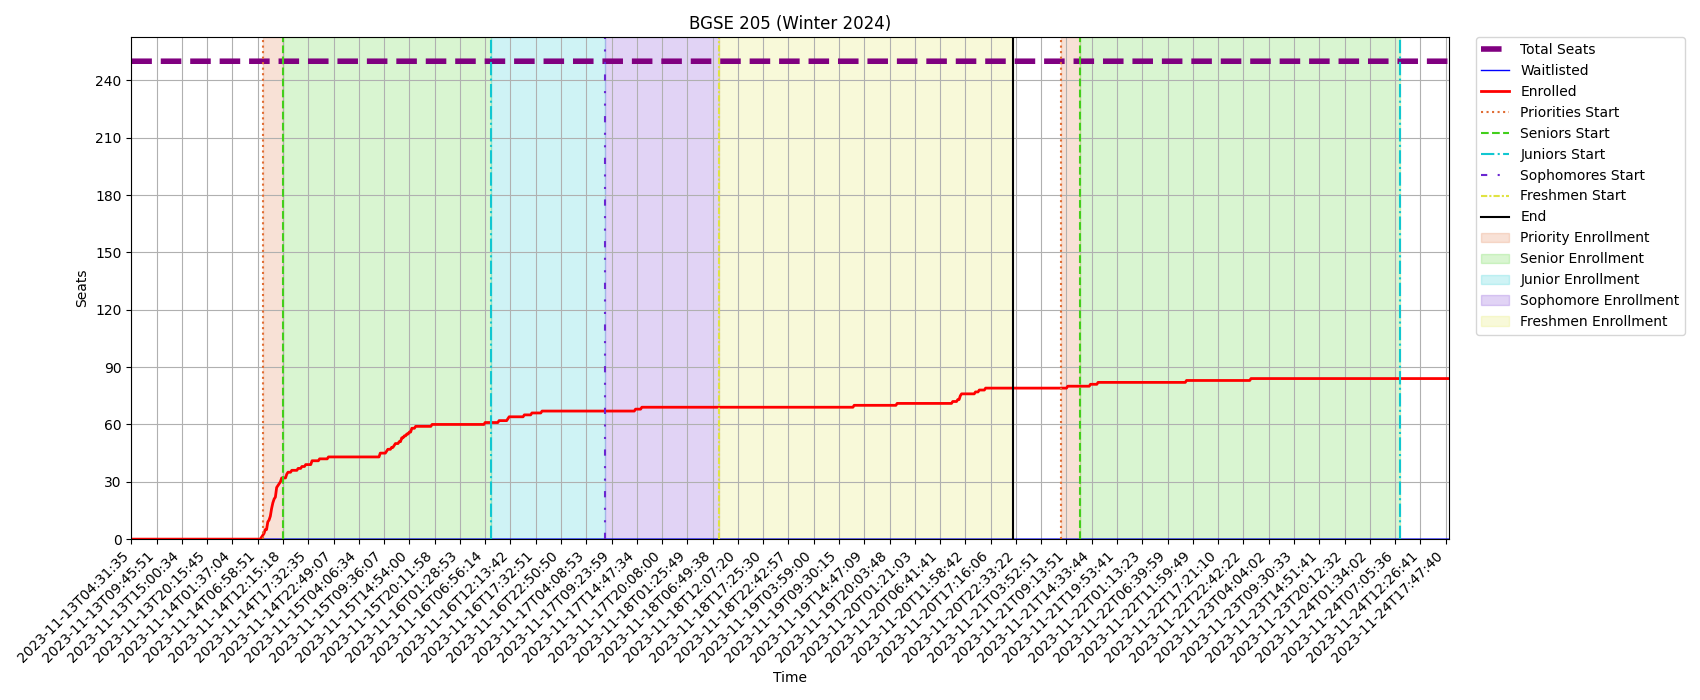 BGSE 205 (Winter 2024)
Total Seats
Waitlisted
Enrolled
Priorities Start
Seniors Start
Juniors Start
Sophomores Start
Freshmen Start
End
Priority Enrollment
Senior Enrollment
Junior Enrollment
Sophomore Enrollment
Freshmen Enrollment
Seats
240
210
180
150
120
90
60
30
0
2023-11-13T04:31:35
2023-11-13T09:45:51
2023-11-13T15:00:34
2023-11-13T20:15:45
2023-11-14T01:37:04
2023-11-14T06:58:51
2023-11-14T12:15:18
2023-11-14T17:32:35
2023-11-14T22:49:07
2023-11-15T04:06:34
2023-11-15T09:36:07
2023-11-15T14:54:00
2023-11-15T20:11:58
2023-11-16T01:28:53
2023-11-16T06:56:14
2023-11-16T12:13:42
2023-11-16T17:32:51
2023-11-16T22:50:50
2023-11-17T04:08:53
2023-11-17T09:23:59
2023-11-17T14:47:34
2023-11-17T20:08:00
2023-11-18T01:25:49
2023-11-18T06:49:38
2023-11-18T12:07:20
2023-11-18T17:25:30
2023-11-18T22:42:57
2023-11-19T03:59:00
2023-11-19T09:30:15
2023-11-19T14:47:09
2023-11-19T20:03:48
2023-11-20T01:21:03
2023-11-20T06:41:41
2023-11-20T11:58:42
2023-11-20T17:16:06
2023-11-20T22:33:22
2023-11-21T03:52:51
2023-11-21T09:13:51
2023-11-21T14:33:44
2023-11-21T19:53:41
2023-11-22T01:13:23
2023-11-22T06:39:59
2023-11-22T11:59:49
2023-11-22T17:21:10
2023-11-22T22:42:22
2023-11-23T04:04:02
2023-11-23T09:30:33
2023-11-23T14:51:41
2023-11-23T20:12:32
2023-11-24T01:34:02
2023-11-24T07:05:36
2023-11-24T12:26:41
2023-11-24T17:47:40
Time